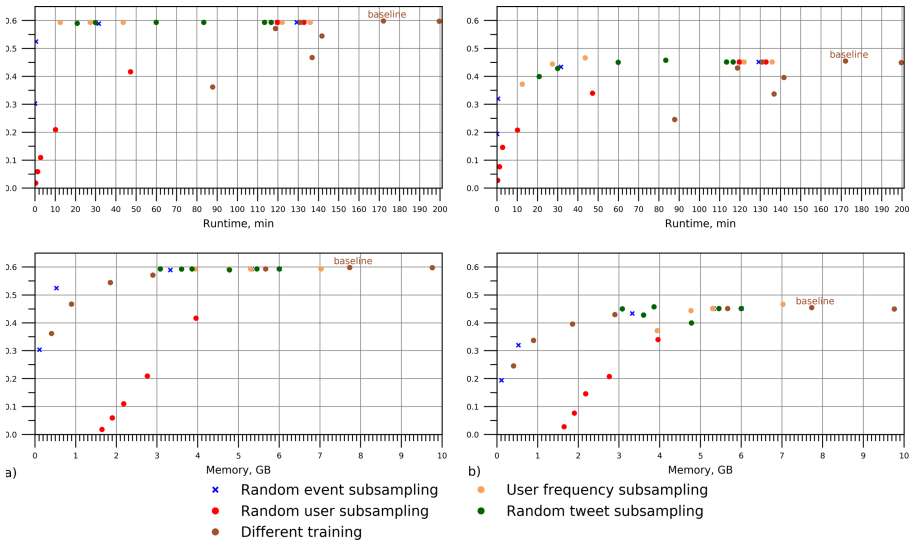 baseline
0.6
0.5
0.4
0.3
0.2
0.1
0.0
0 10 20 30 40 50 60 70 80 90 100 110 120 130 140 150 160 170 180 190 200
Runtime, min
baseline
0.6
0.5
0.4
0.3
0.2
0.1
0.0
0 10 20 30 40 50 60 70 80 90 100 110 120 130 140 150 160 170 180 190 200
Runtime, min
baseline
0.6
0.5
0.4
0.3
0.2
0.1
0.0
0 1 2 3 4 5 6 7 8 9 10
Memory, GB
a)
baseline
0.6
0.5
0.4
0.3
0.2
0.1
0.0
0 1 2 3 4 5 6 7 8 9 10
Memory, GB
b)
Random event subsampling
Random user subsampling
Different training
User frequency subsampling
Random tweet subsampling